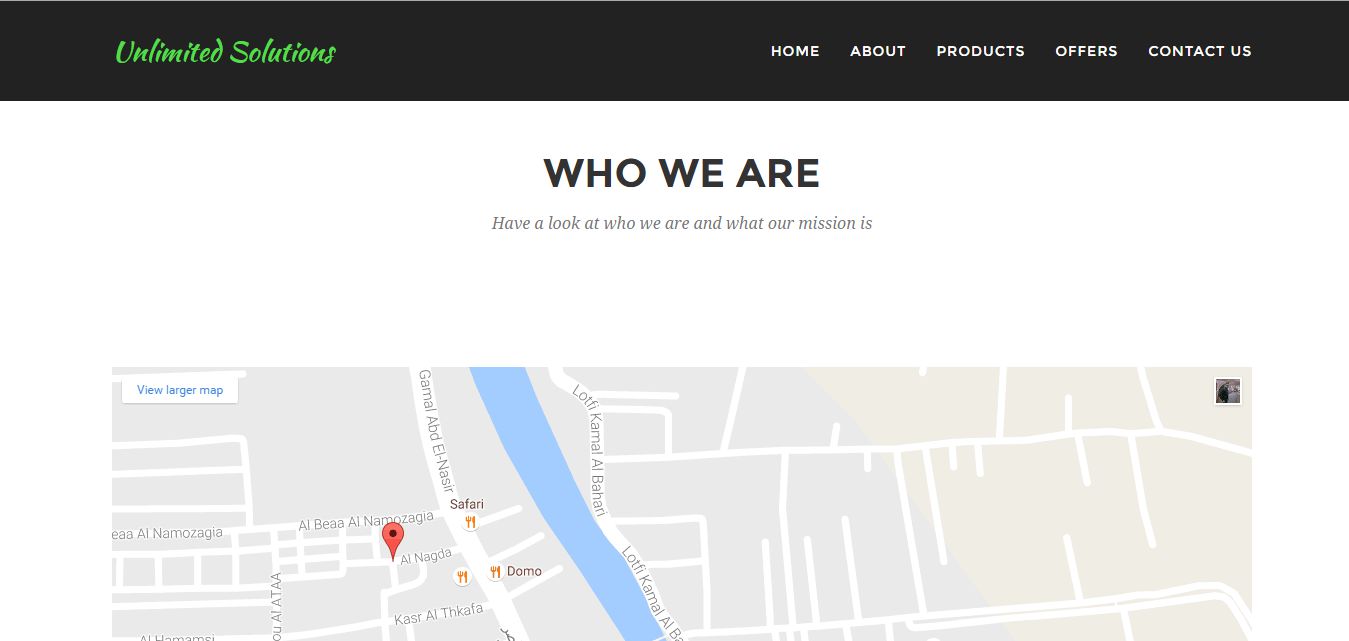 Unlimited Solutions
HOME ABOUT PRODUCTS OFFERS CONTACT US
WHO WE ARE
Have a look at who we are and what our mission is
View larger map
Gamal Abd El-Nasir
Lotfi Kamal Al Bahari
Safari
Al Beaa Al Namozagia
eaa Al Namozagia
Al Nagda
Domo
Lotfi Kamal Al Ba
ou Al ATAA
Kasr Al Thkafa
Al Hamamsi